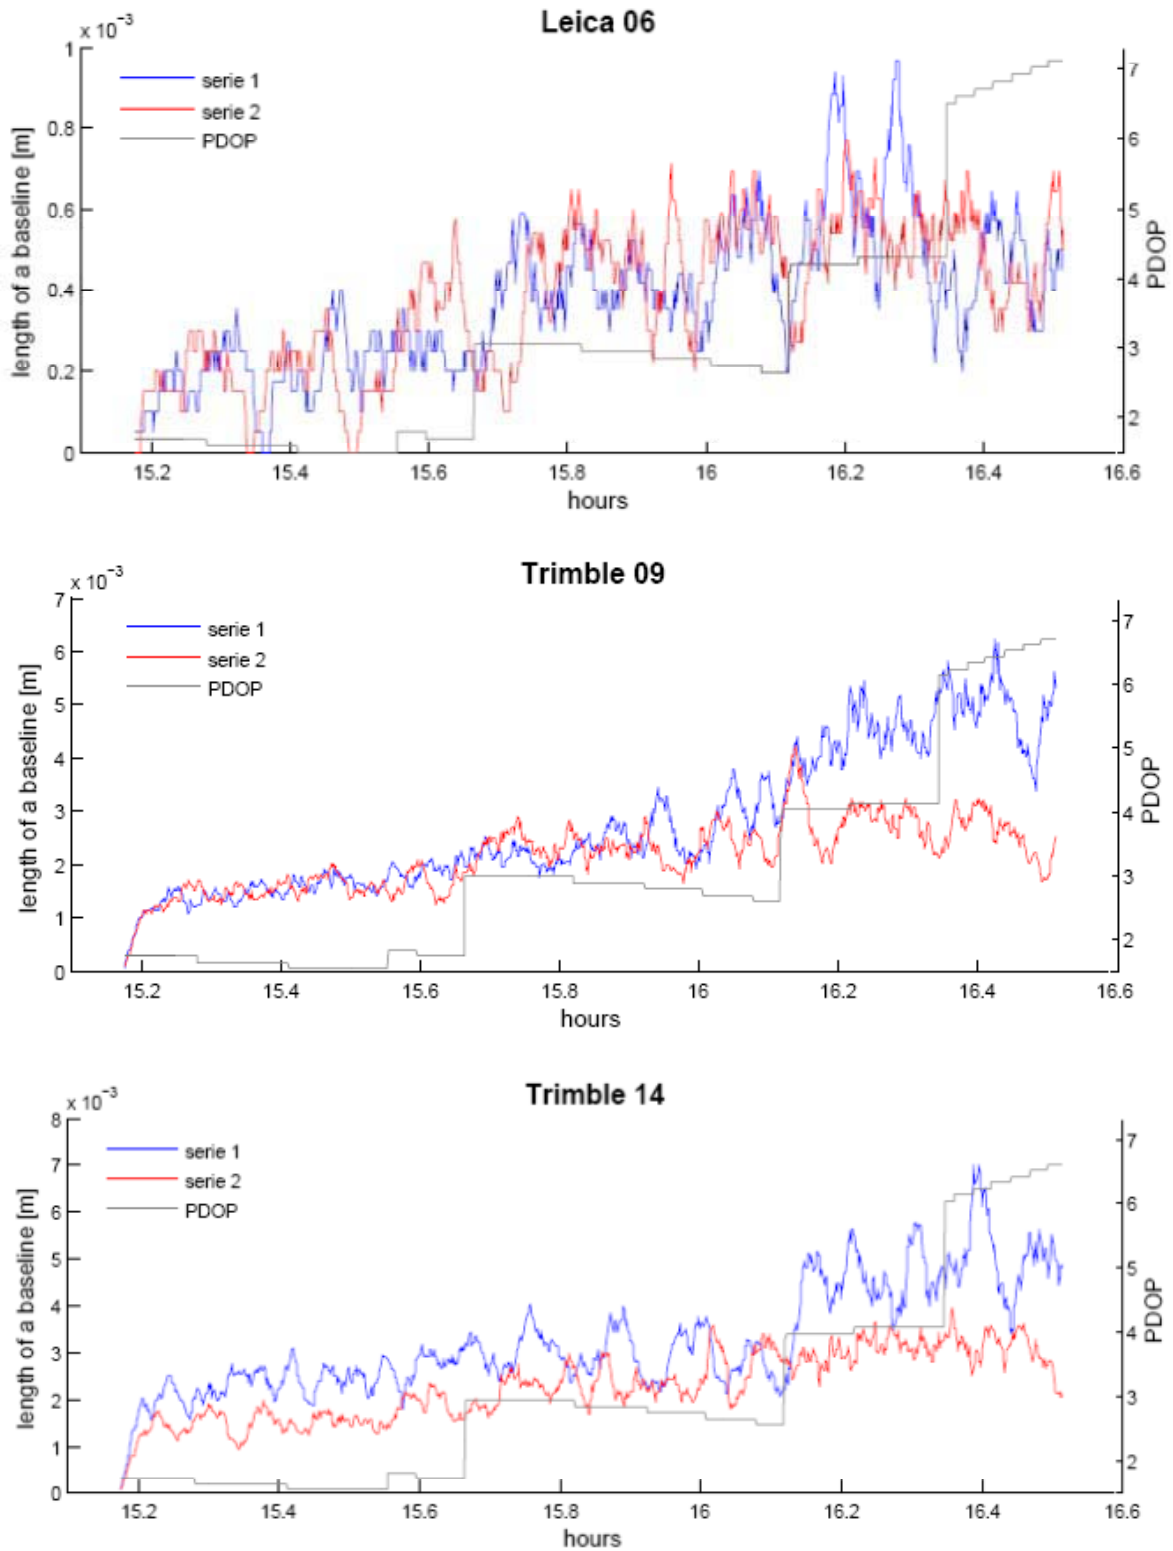 Leica 06
x 10⁻³
1
0.8
0.6
0.4
0.2
0
length of a baseline [m]
serie 1
serie 2
PDOP
7
6
5
4
3
2
PDOP
15.2 15.4 15.6 15.8 16 16.2 16.4 16.6
hours
Trimble 09
x 10⁻³
7
6
5
4
3
2
1
0
length of a baseline [m]
serie 1
serie 2
PDOP
7
6
5
4
3
2
PDOP
15.2 15.4 15.6 15.8 16 16.2 16.4 16.6
hours
Trimble 14
x 10⁻³
8
7
6
5
4
3
2
1
0
length of a baseline [m]
serie 1
serie 2
PDOP
7
6
5
4
3
2
PDOP
15.2 15.4 15.6 15.8 16 16.2 16.4 16.6
hours